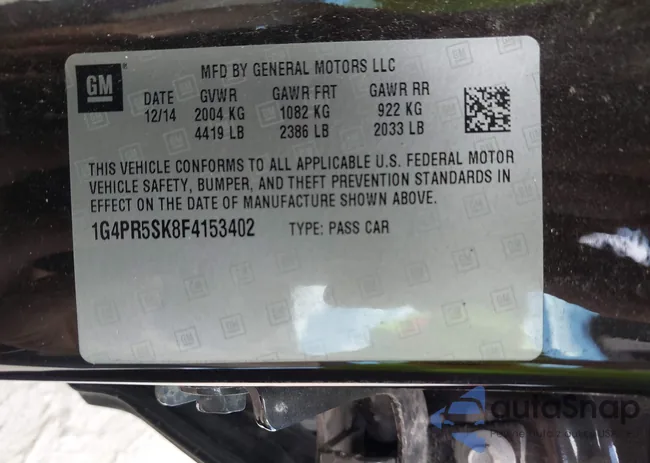 GM
MFD BY GENERAL MOTORS LLC
DATE GVWR GAWR FRT GAWR RR
12/14 2004 KG 1082 KG 922 KG
4419 LB 2386 LB 2033 LB
THIS VEHICLE CONFORMS TO ALL APPLICABLE U.S. FEDERAL MOTOR
VEHICLE SAFETY, BUMPER, AND THEFT PREVENTION STANDARDS IN
EFFECT ON THE DATE OF MANUFACTURE SHOWN ABOVE.
1G4PR5SK8F4153402 TYPE: PASS CAR
autoSnap